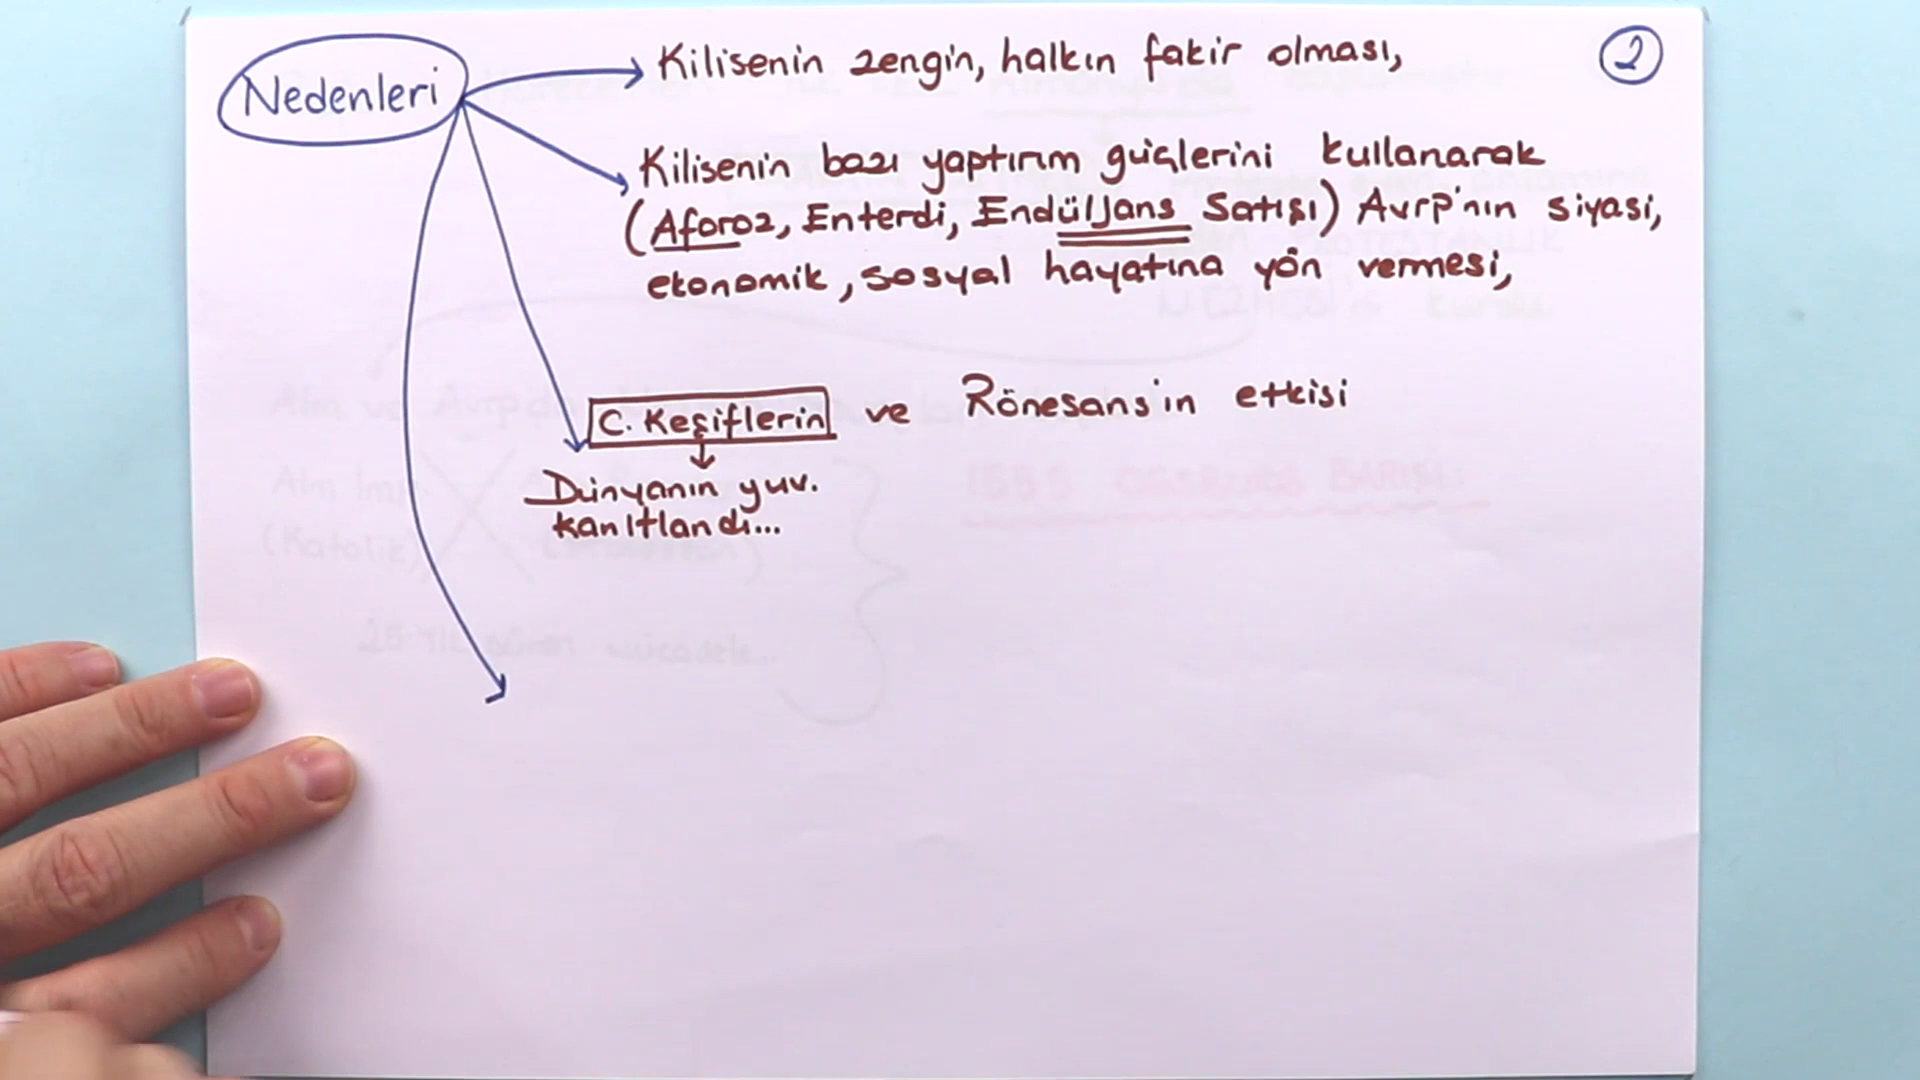 Nedenleri
Kilisenin zengin, halkın fakir olması,
2
Kilisenin bazı yaptırım güçlerini kullanarak
(Aforoz, Enterdi, Endüljans Satışı) Avrp'nın siyasi,
ekonomik, sosyal hayatına yön vermesi,
C. Keşiflerin ve Rönesans'ın etkisi
Dünyanın yuv.
kanıtlandı...